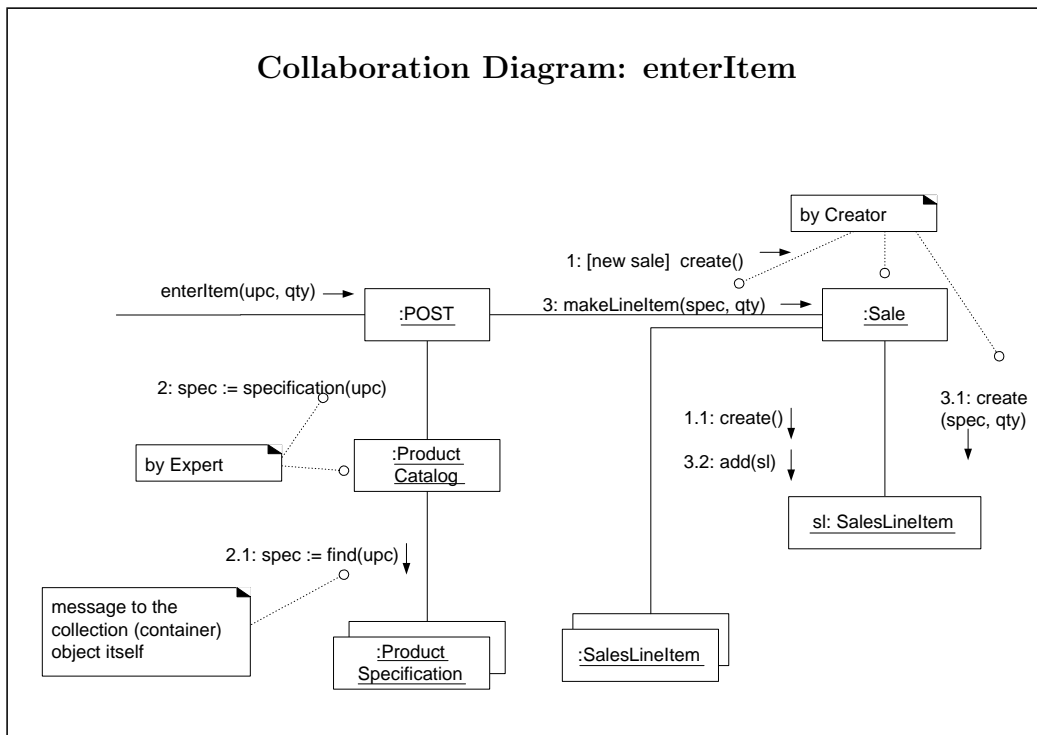 Collaboration Diagram: enterItem
by Creator
1: [new sale]  create()
enterItem(upc, qty)
3: makeLineItem(spec, qty)
:POST
:Sale
2: spec := specification(upc)
3.1: create
(spec, qty)
1.1: create()
by Expert
:Product
Catalog
3.2: add(sl)
sl: SalesLineItem
2.1: spec := find(upc)
message to the
collection (container)
object itself
:Product
Specification
:SalesLineItem